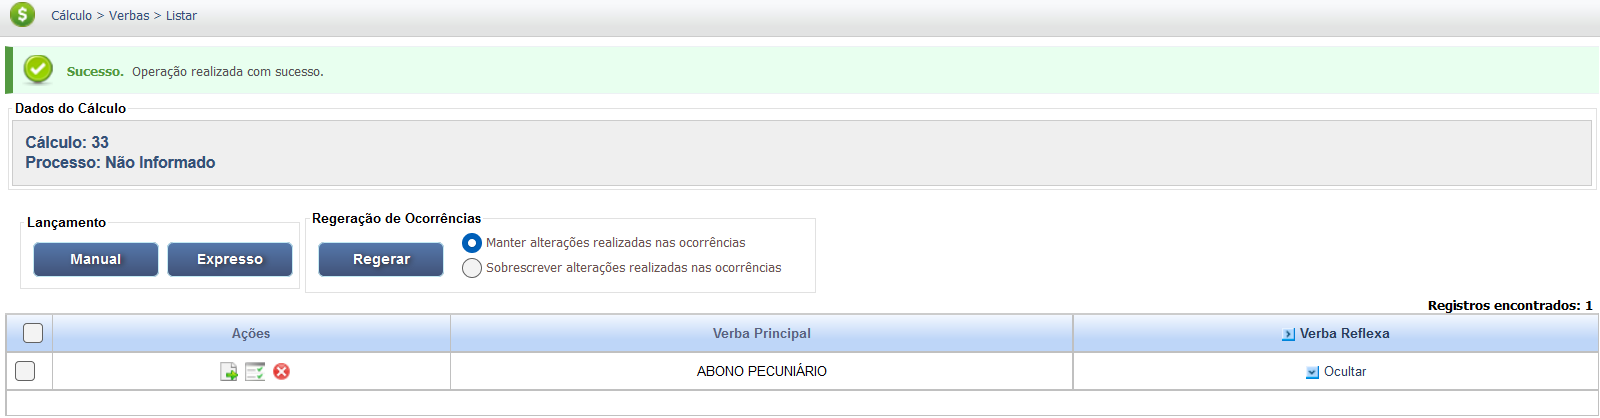 Cálculo > Verbas > Listar
Sucesso. Operação realizada com sucesso.
Dados do Cálculo
Cálculo: 33
Processo: Não Informado
Lançamento
Manual Expresso
Regeração de Ocorrências
Regerar
Manter alterações realizadas nas ocorrências
Sobrescrever alterações realizadas nas ocorrências
Registros encontrados: 1
Ações Verba Principal Verba Reflexa
ABONO PECUNIÁRIO Ocultar